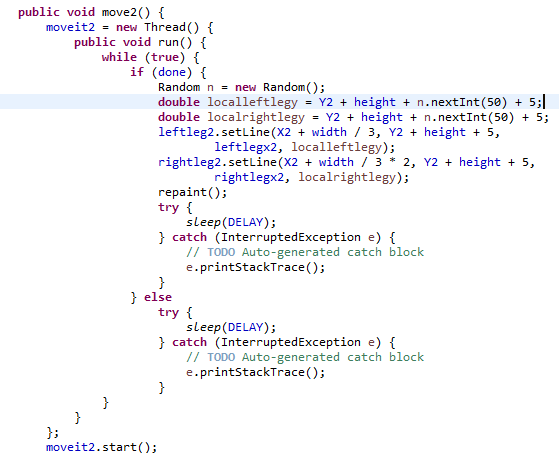 public void move2() {
    moveit2 = new Thread() {
        public void run() {
            while (true) {
                if (done) {
                    Random n = new Random();
                    double localleftlegy = Y2 + height + n.nextInt(50) + 5;
                    double localrightlegy = Y2 + height + n.nextInt(50) + 5;
                    leftleg2.setLine(X2 + width / 3, Y2 + height + 5,
                            leftlegx2, localleftlegy);
                    rightleg2.setLine(X2 + width / 3 * 2, Y2 + height + 5,
                            rightlegx2, localrightlegy);
                    repaint();
                    try {
                        sleep(DELAY);
                    } catch (InterruptedException e) {
                        // TODO Auto-generated catch block
                        e.printStackTrace();
                    }
                } else
                    try {
                        sleep(DELAY);
                    } catch (InterruptedException e) {
                        // TODO Auto-generated catch block
                        e.printStackTrace();
                    }
            }
        }
    };
    moveit2.start();